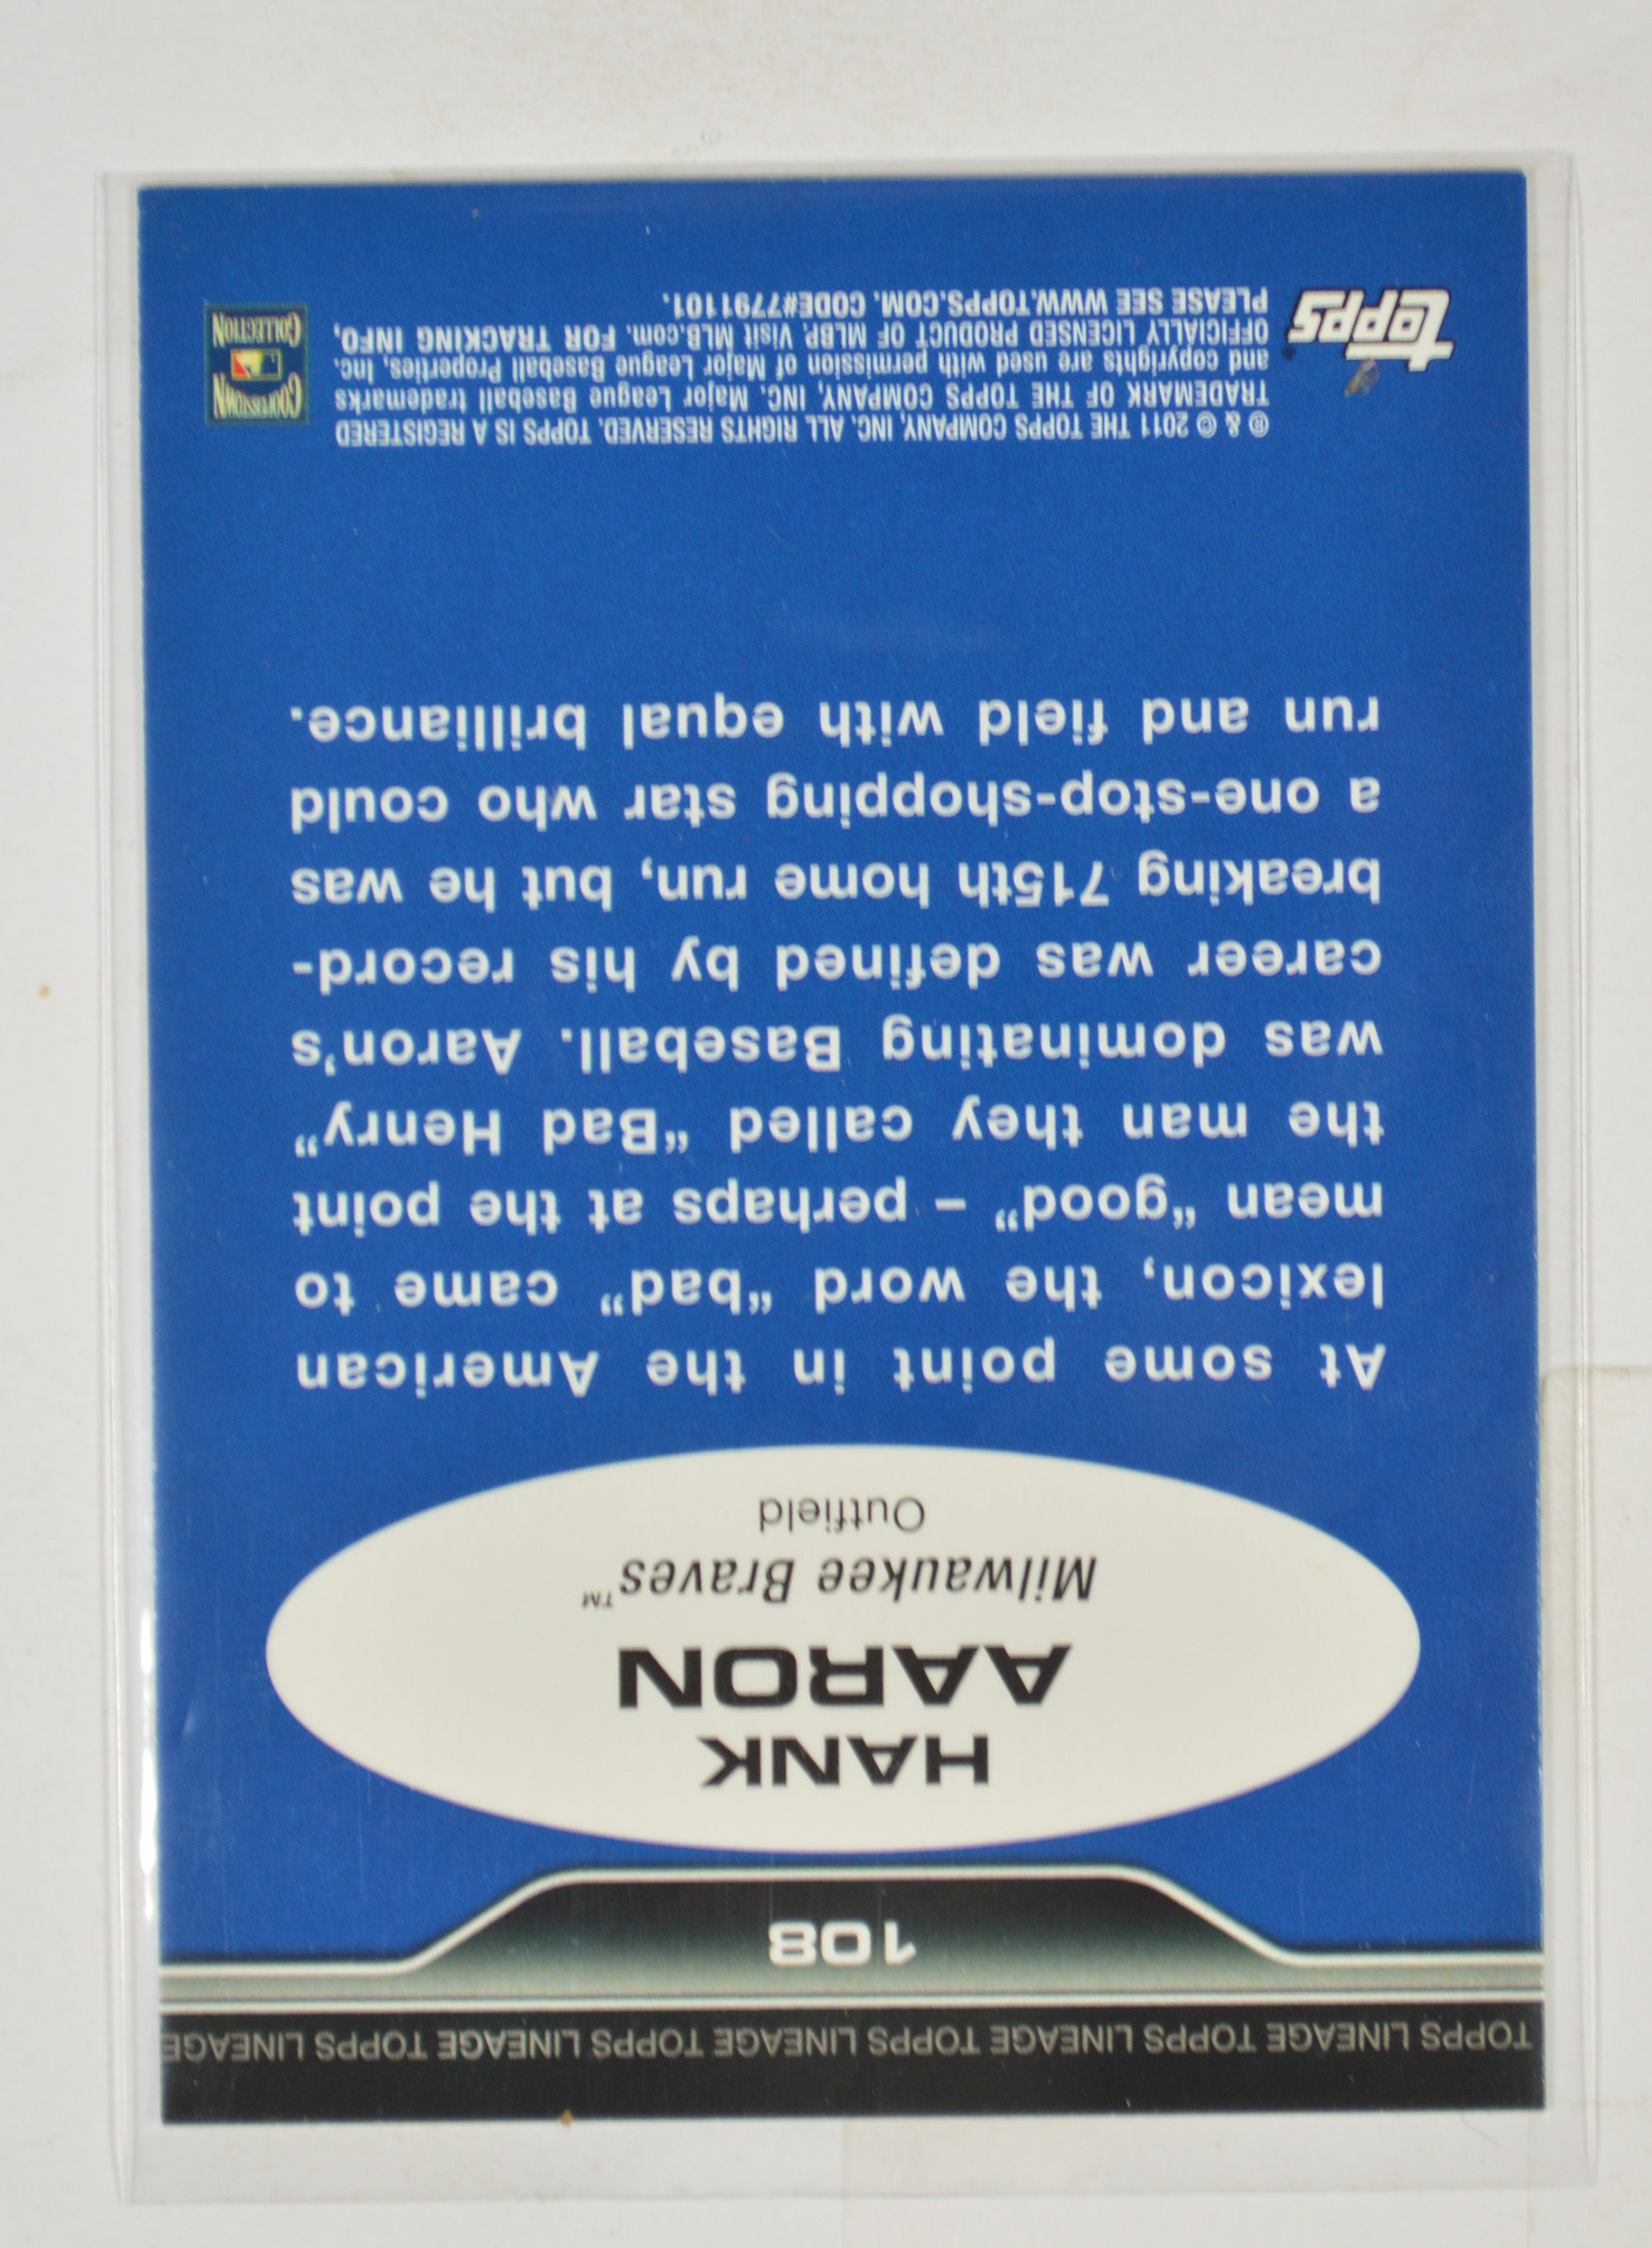 TOPPS LINEAGE TOPPS LINEAGE TOPPS LINEAGE TOPPS LINEAGE TOPPS LINEAGE
108
HANK
AARON
Milwaukee Braves™
Outfield
At some point in the American
lexicon, the word “bad” came to
mean “good” – perhaps at the point
the man they called “Bad Henry”
was dominating Baseball. Aaron’s
career was defined by his record-
breaking 715th home run, but he was
a one-stop-shopping star who could
run and field with equal brilliance.
® & © 2011 THE TOPPS COMPANY, INC. ALL RIGHTS RESERVED. TOPPS IS A REGISTERED
TRADEMARK OF THE TOPPS COMPANY, INC. Major League Baseball trademarks
and copyrights are used with permission of Major League Baseball Properties, Inc.
OFFICIALLY LICENSED PRODUCT OF MLBP. Visit MLB.com. FOR TRACKING INFO,
PLEASE SEE WWW.TOPPS.COM. CODE#7791101.
topps
COOPERSTOWN
COLLECTION